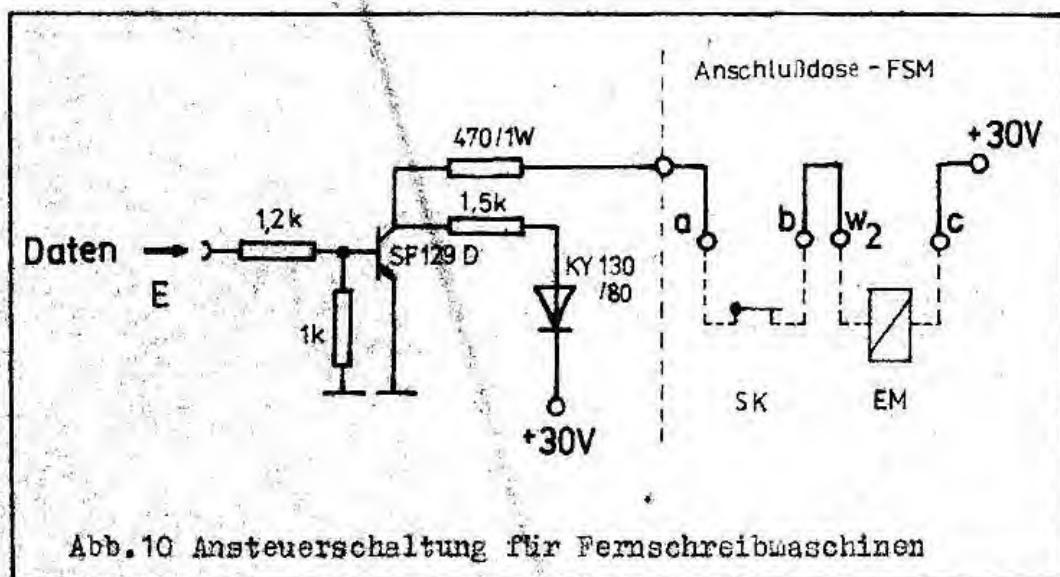 Anschlußdose - FSM
+30V
470/1W
1,5k
1,2k
a
b
W2
c
Daten
E
SF129 D
KY 130
/80
1k
SK
EM
+30V
Abb.10 Ansteuerschaltung für Fernschreibmaschinen